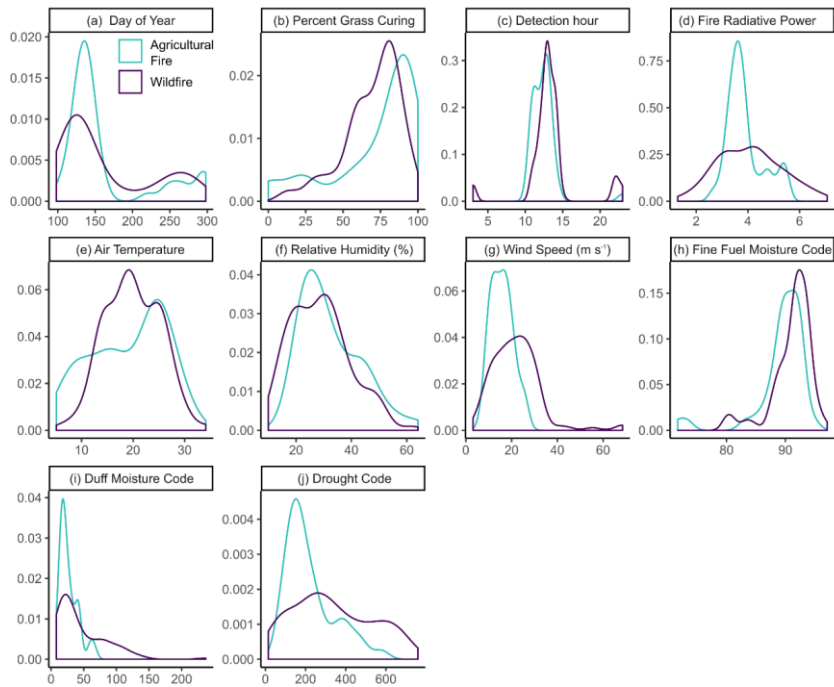 (a) Day of Year
(b) Percent Grass Curing
(c) Detection hour
(d) Fire Radiative Power
Agricultural
Fire
Wildfire
0.020
0.015
0.010
0.005
0.000
100 150 200 250 300
0.02
0.01
0.00
0 25 50 75 100
0.3
0.2
0.1
0.0
5 10 15 20
0.75
0.50
0.25
0.00
2 4 6
(e) Air Temperature
(f) Relative Humidity (%)
(g) Wind Speed (m s⁻¹)
(h) Fine Fuel Moisture Code
0.06
0.04
0.02
0.00
10 20 30
0.04
0.03
0.02
0.01
0.00
20 40 60
0.06
0.04
0.02
0.00
0 20 40 60
0.15
0.10
0.05
0.00
80 90
(i) Duff Moisture Code
(j) Drought Code
0.04
0.03
0.02
0.01
0.00
0 50 100 150 200
0.004
0.003
0.002
0.001
0.000
0 200 400 600